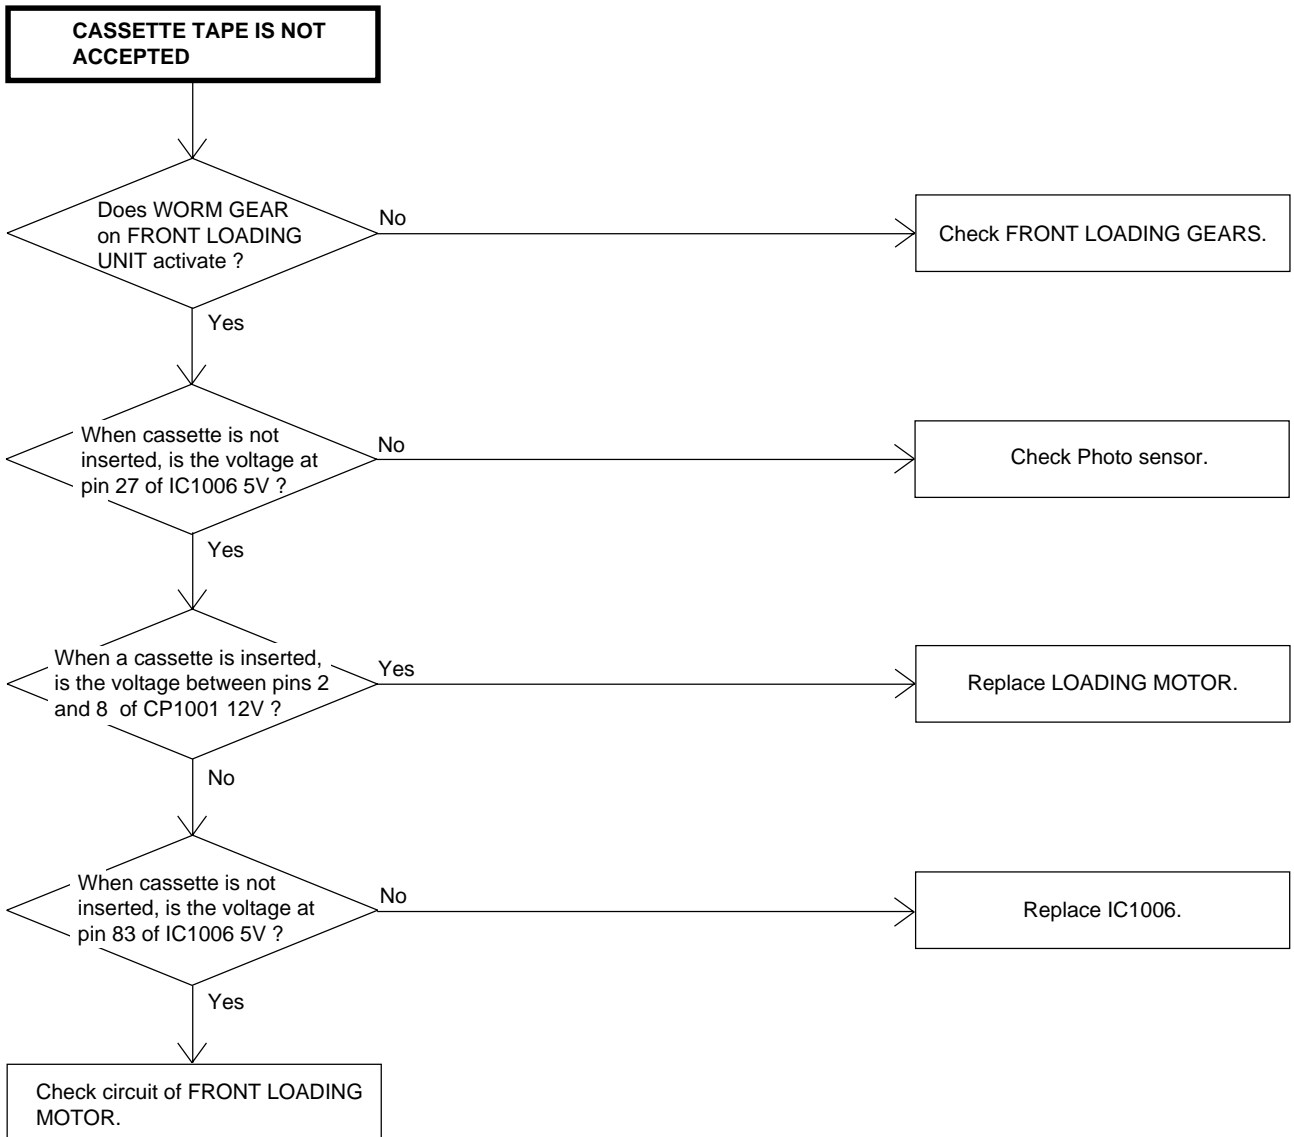 CASSETTE TAPE IS NOT
ACCEPTED
Does WORM GEAR
on FRONT LOADING
UNIT activate ?
No
Check FRONT LOADING GEARS.
Yes
When cassette is not
inserted, is the voltage at
pin 27 of IC1006 5V ?
No
Check Photo sensor.
Yes
When a cassette is inserted,
is the voltage between pins 2
and 8 of CP1001 12V ?
Yes
Replace LOADING MOTOR.
No
When cassette is not
inserted, is the voltage at
pin 83 of IC1006 5V ?
No
Replace IC1006.
Yes
Check circuit of FRONT LOADING
MOTOR.